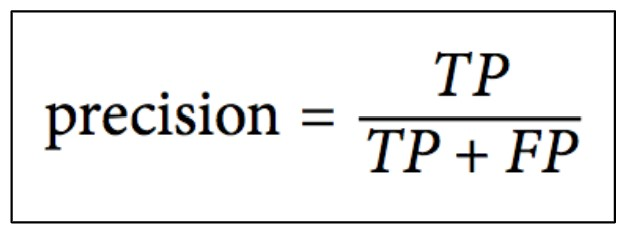 precision = TP / TP + FP